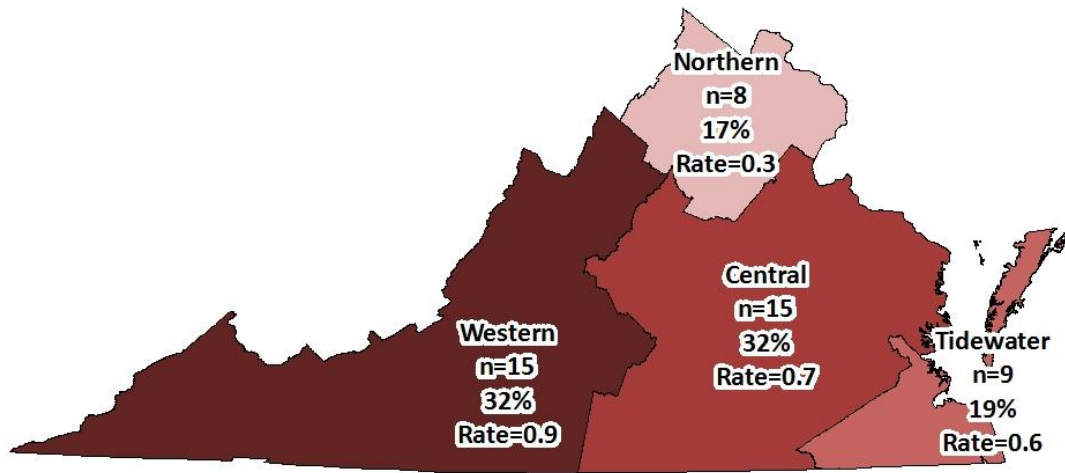 Northern
n=8
17%
Rate=0.3
Central
n=15
32%
Rate=0.7
Western
n=15
32%
Rate=0.9
Tidewater
n=9
19%
Rate=0.6